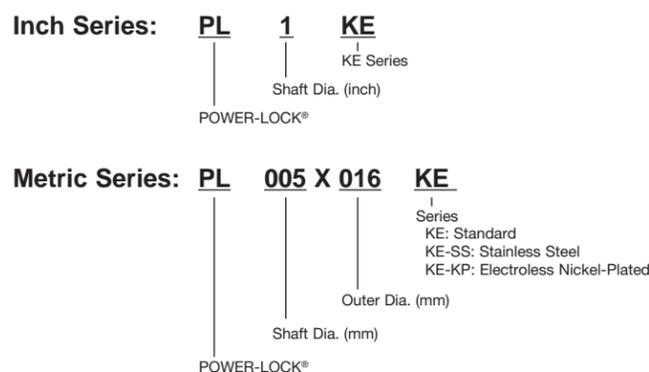 Inch Series: PL 1 KE
KE Series
Shaft Dia. (inch)
POWER-LOCK®
Metric Series: PL 005 X 016 KE
Series
KE: Standard
KE-SS: Stainless Steel
KE-KP: Electroless Nickel-Plated
Outer Dia. (mm)
Shaft Dia. (mm)
POWER-LOCK®